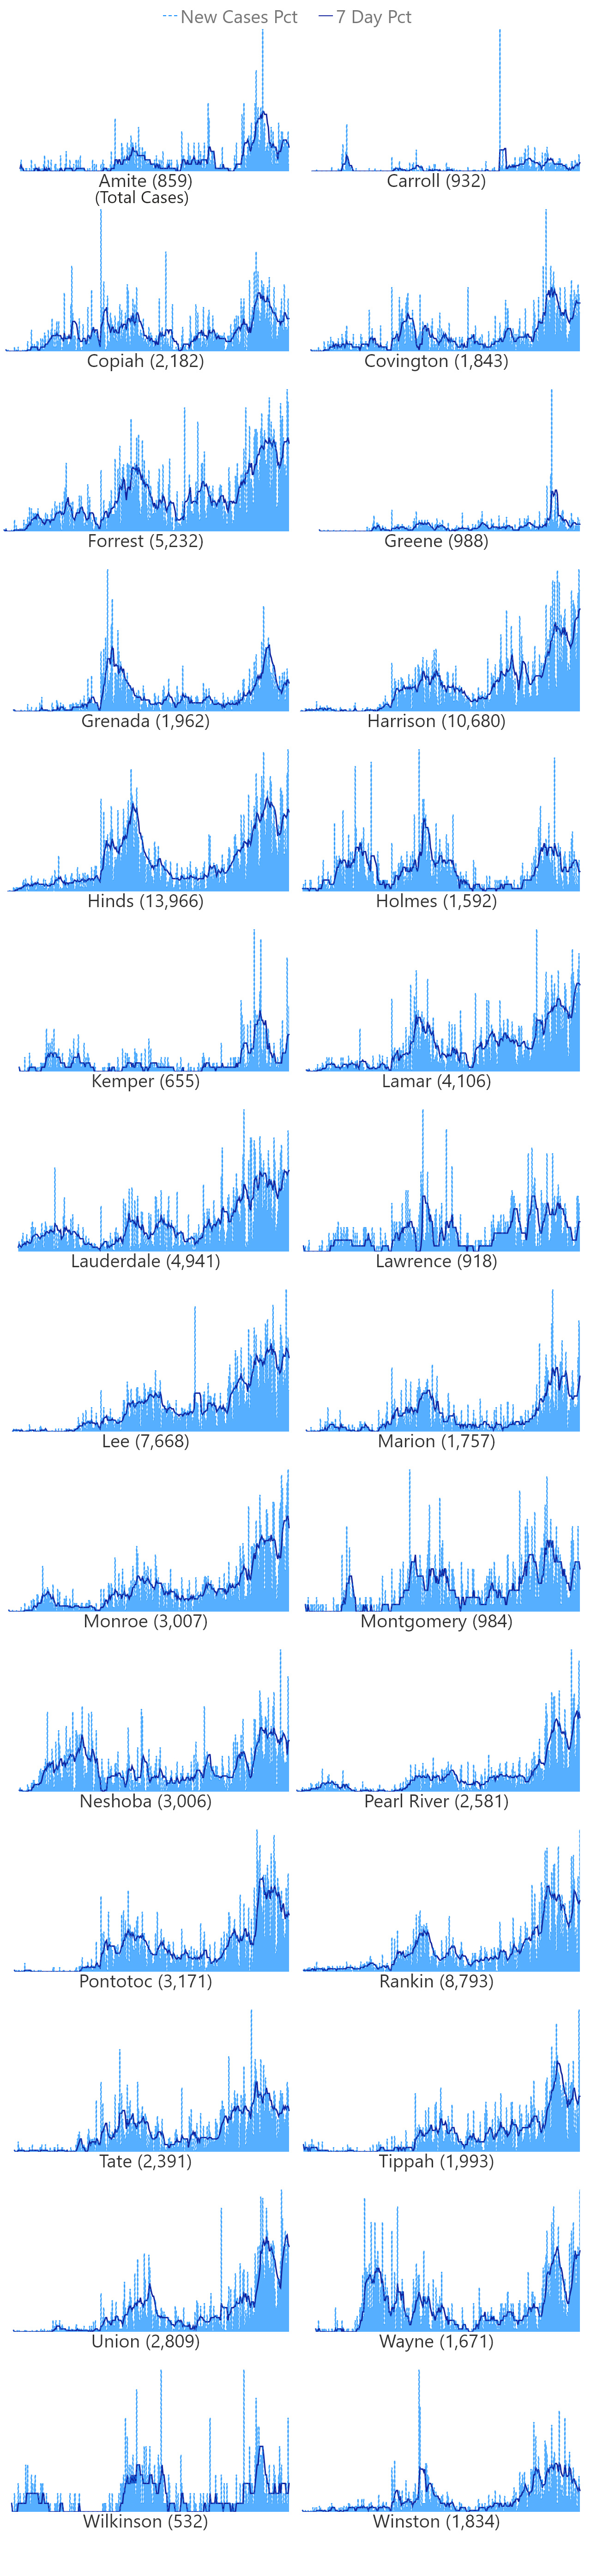 New Cases Pct 7 Day Pct
Amite (859) Carroll (932)
(Total Cases)
Copiah (2,182) Covington (1,843)
Forrest (5,232) Greene (988)
Grenada (1,962) Harrison (10,680)
Hinds (13,966) Holmes (1,592)
Kemper (655) Lamar (4,106)
Lauderdale (4,941) Lawrence (918)
Lee (7,668) Marion (1,757)
Monroe (3,007) Montgomery (984)
Neshoba (3,006) Pearl River (2,581)
Pontotoc (3,171) Rankin (8,793)
Tate (2,391) Tippah (1,993)
Union (2,809) Wayne (1,671)
Wilkinson (532) Winston (1,834)